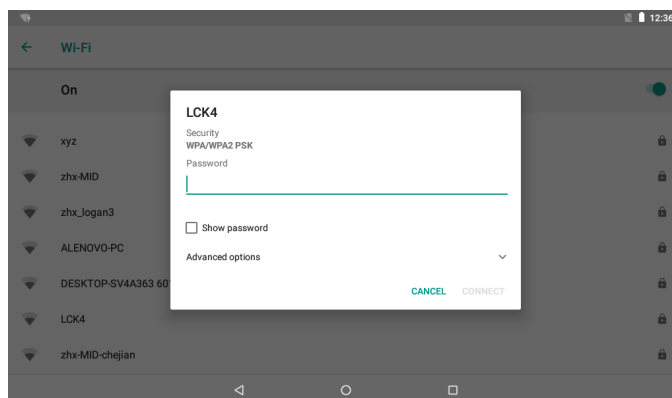 12:36
Wi-Fi
On
LCK4
Security
WPA/WPA2 PSK
Password
Show password
Advanced options
CANCEL CONNECT
xyz
zhx-MID
zhx_logan3
ALENOVO-PC
DESKTOP-SV4A363 60
LCK4
zhx-MID-chejian